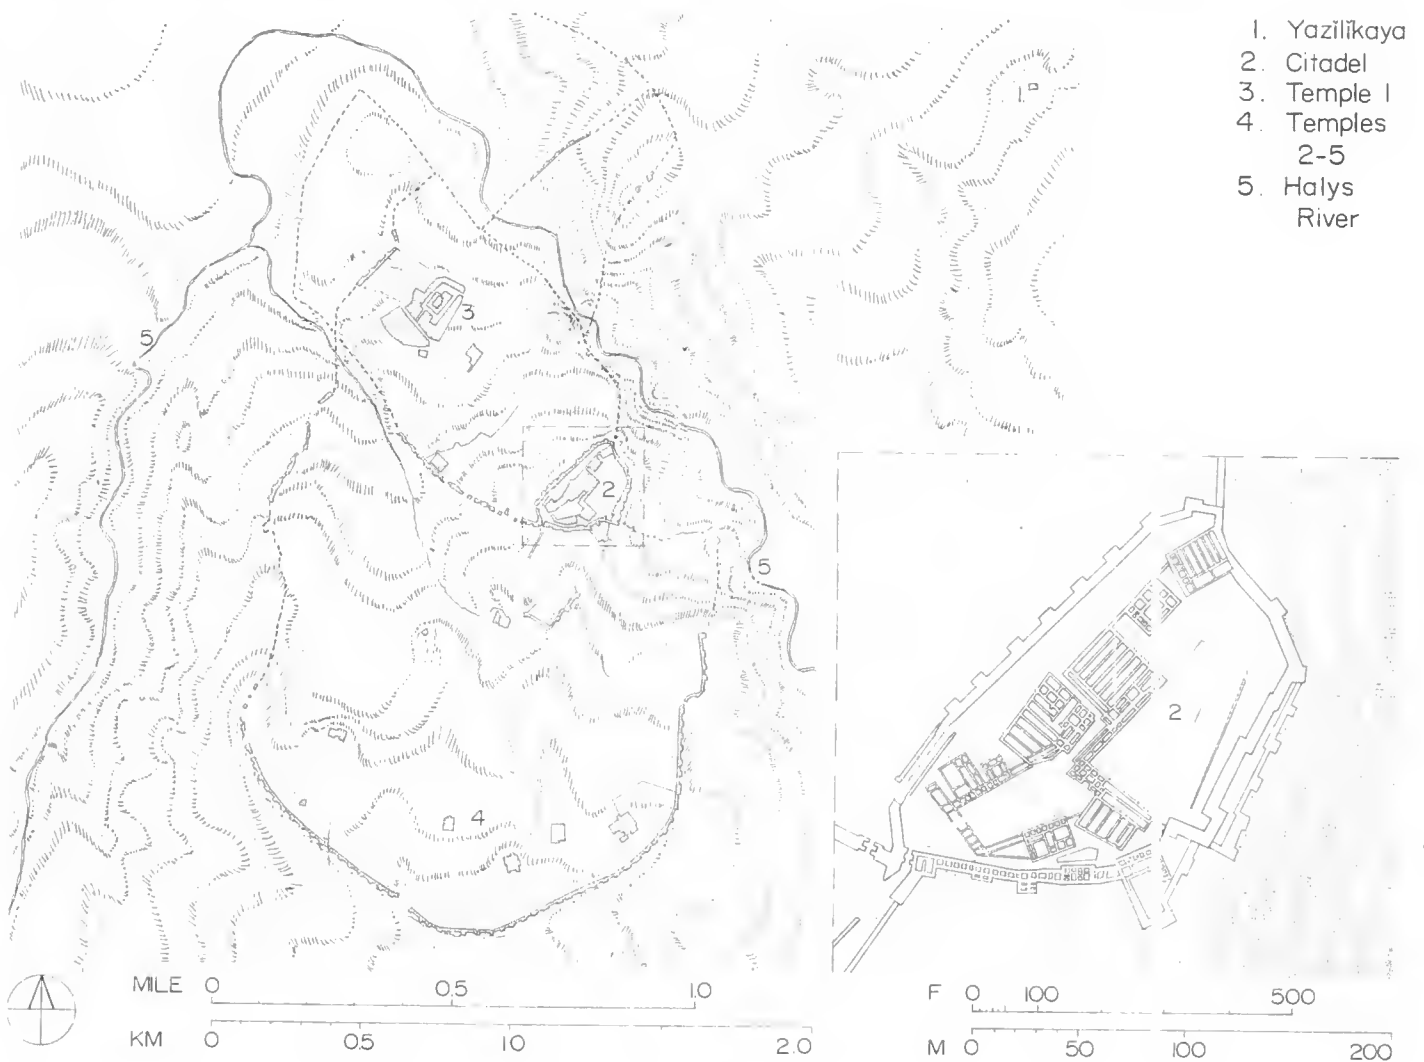 1. Yazĭlĭkaya
2. Citadel
3. Temple I
4. Temples
2-5
5. Halys
River
1.
3
5
2
5
2
4
MILE 0 0.5 1.0
KM 0 0.5 1.0 2.0
F 0 100 500
M 0 50 100 200